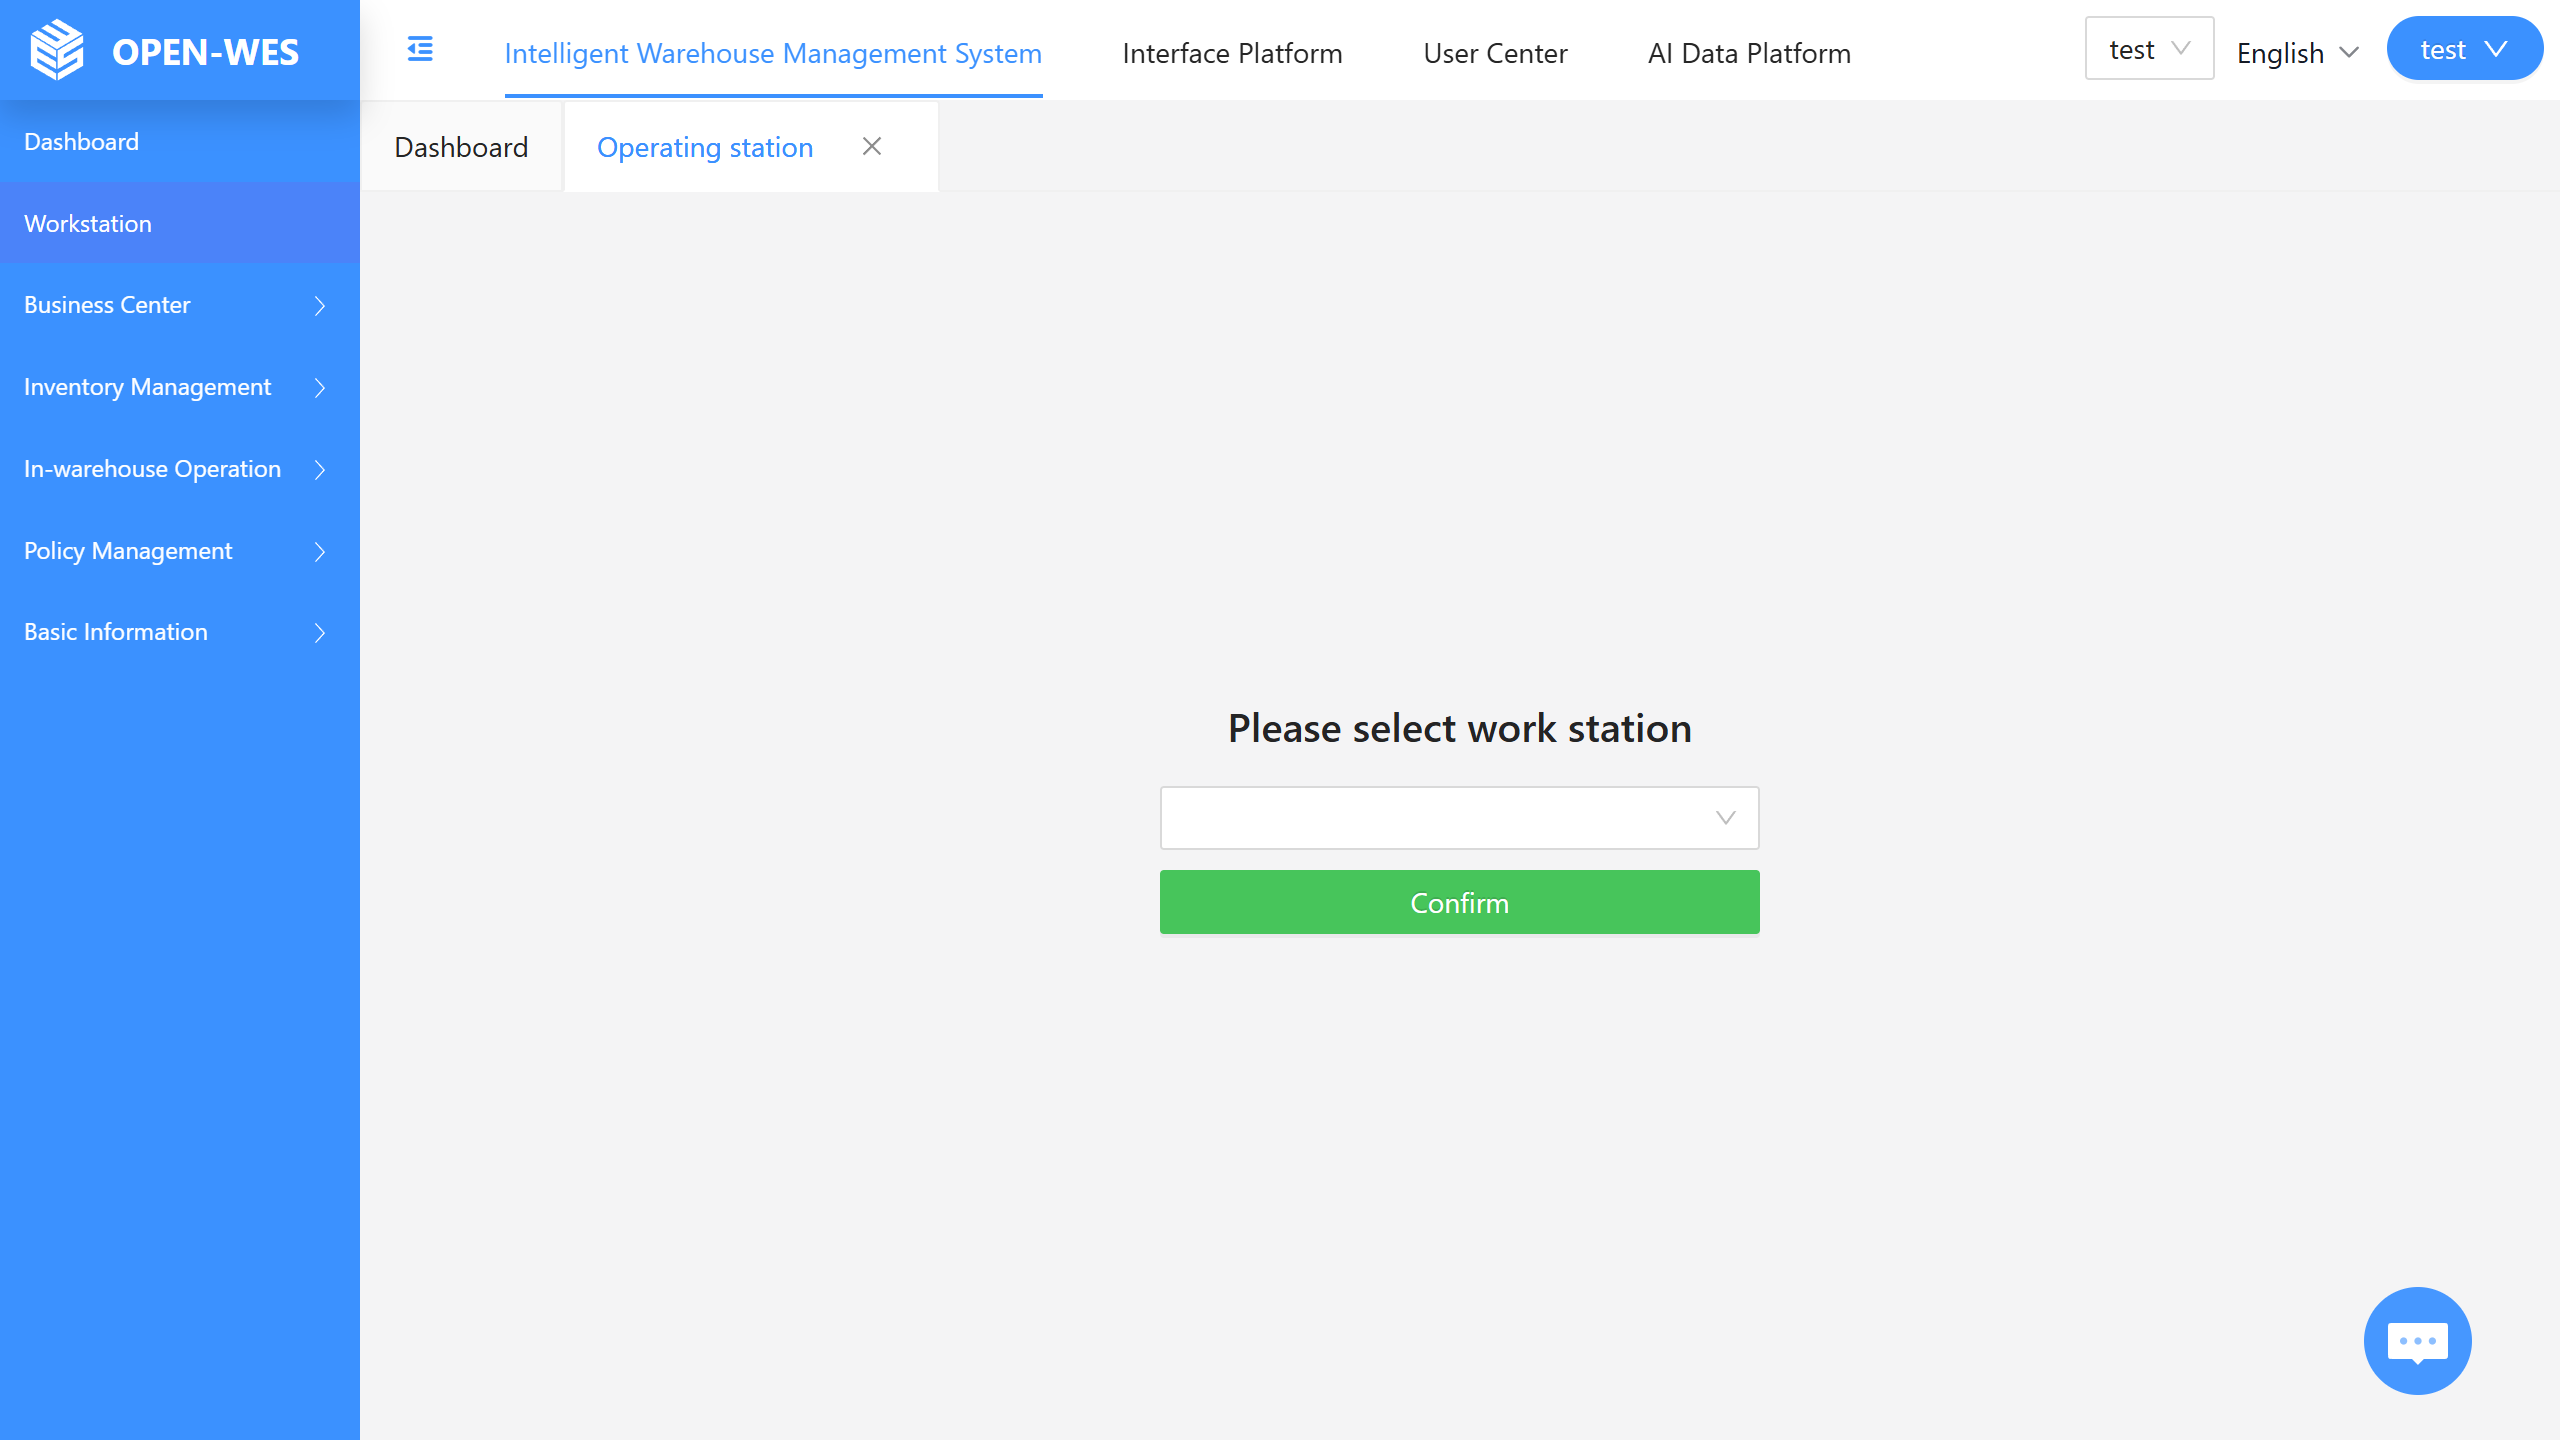 OPEN-WES
Intelligent Warehouse Management System
Interface Platform
User Center
AI Data Platform
test
English
test
Dashboard
Workstation
Business Center
Inventory Management
In-warehouse Operation
Policy Management
Basic Information
Dashboard
Operating station
Please select work station
Confirm